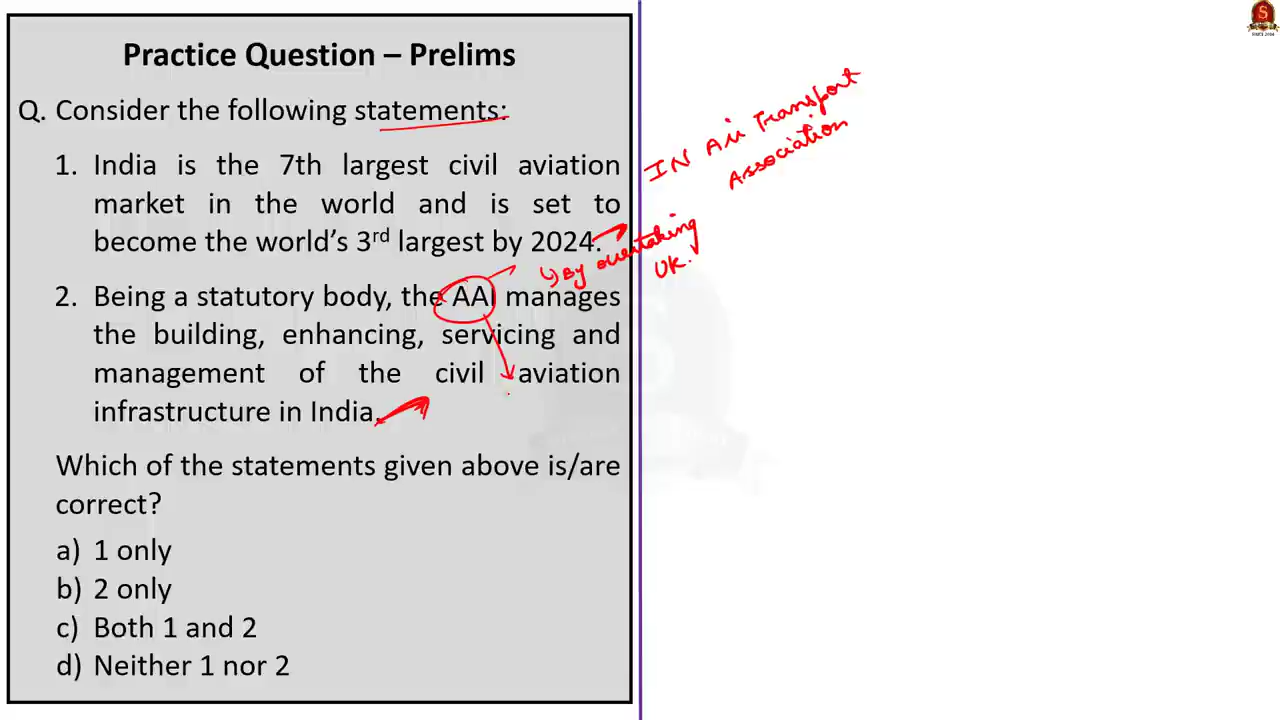 Practice Question – Prelims
Q. Consider the following statements:
1. India is the 7th largest civil aviation
market in the world and is set to
become the world's 3rd largest by 2024.
2. Being a statutory body, the AAI manages
the building, enhancing, servicing and
management of the civil aviation
infrastructure in India.
Which of the statements given above is/are
correct?
a) 1 only
b) 2 only
c) Both 1 and 2
d) Neither 1 nor 2
IN Air Transport
Association
By overtaking
UK.
S
SINCE 2004